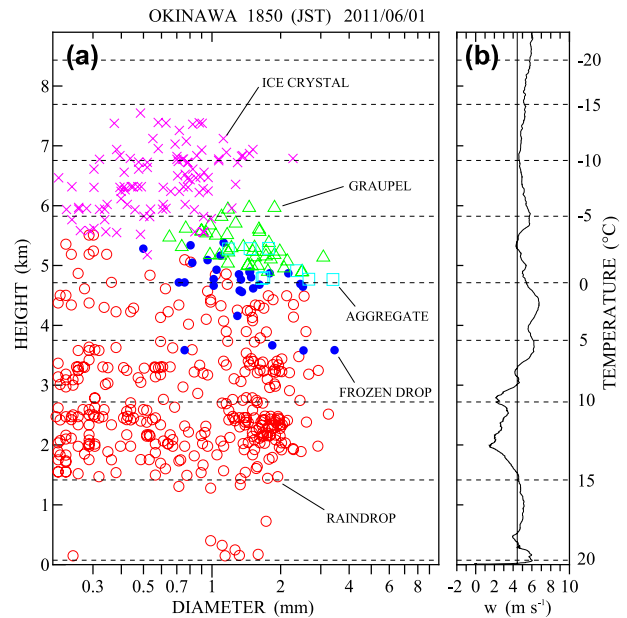 OKINAWA 1850 (JST) 2011/06/01
(a)
(b)
ICE CRYSTAL
GRAUPEL
AGGREGATE
FROZEN DROP
RAINDROP
HEIGHT (km)
8
7
6
5
4
3
2
1
0
0.3 0.5 0.7 1 2 4 8
DIAMETER (mm)
-20
-15
-10
-5
0
5
10
15
20
TEMPERATURE (°C)
-2 0 2 4 6 8 10
w (m s⁻¹)